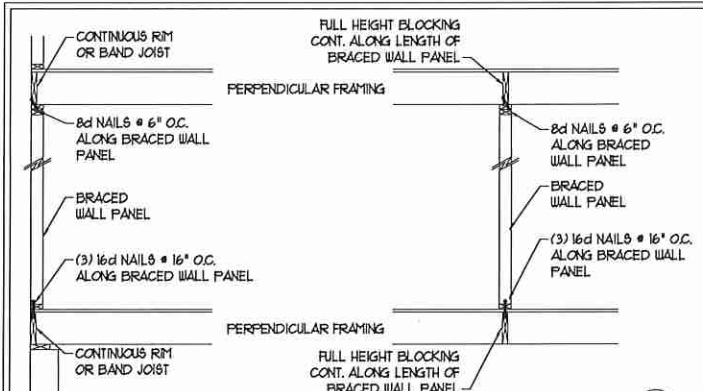 CONTINUOUS RIM
OR BAND JOIST
FULL HEIGHT BLOCKING
CONT. ALONG LENGTH OF
BRACED WALL PANEL
PERPENDICULAR FRAMING
8d NAILS @ 6" O.C.
ALONG BRACED WALL
PANEL
8d NAILS @ 6" O.C.
ALONG BRACED
WALL PANEL
BRACED
WALL PANEL
BRACED
WALL PANEL
(3) 16d NAILS @ 16" O.C.
ALONG BRACED WALL PANEL
(3) 16d NAILS @ 16" O.C.
ALONG BRACED WALL
PANEL
PERPENDICULAR FRAMING
CONTINUOUS RIM
OR BAND JOIST
FULL HEIGHT BLOCKING
CONT. ALONG LENGTH OF
BRACED WALL PANEL